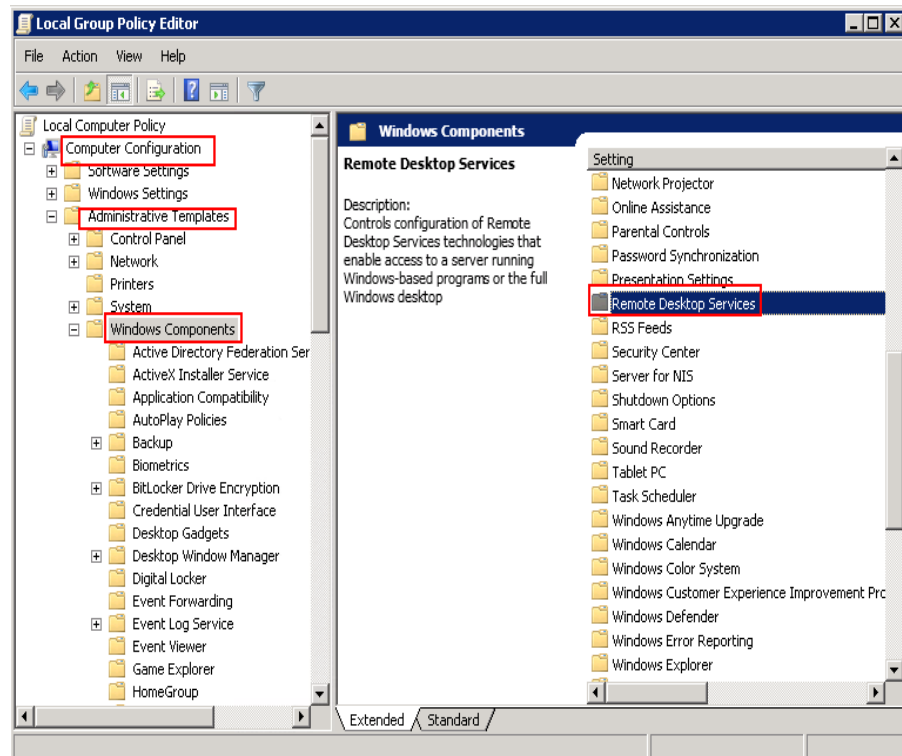 Local Group Policy Editor
File Action View Help
Local Computer Policy
Computer Configuration
Software Settings
Windows Settings
Administrative Templates
Control Panel
Network
Printers
System
Windows Components
Active Directory Federation Ser
ActiveX Installer Service
Application Compatibility
AutoPlay Policies
Backup
Biometrics
BitLocker Drive Encryption
Credential User Interface
Desktop Gadgets
Desktop Window Manager
Digital Locker
Event Forwarding
Event Log Service
Event Viewer
Game Explorer
HomeGroup
Windows Components
Remote Desktop Services
Description:
Controls configuration of Remote
Desktop Services technologies that
enable access to a server running
Windows-based programs or the full
Windows desktop
Setting
Network Projector
Online Assistance
Parental Controls
Password Synchronization
Presentation Settings
Remote Desktop Services
RSS Feeds
Security Center
Server for NIS
Shutdown Options
Smart Card
Sound Recorder
Tablet PC
Task Scheduler
Windows Anytime Upgrade
Windows Calendar
Windows Color System
Windows Customer Experience Improvement Prc
Windows Defender
Windows Error Reporting
Windows Explorer
Extended Standard